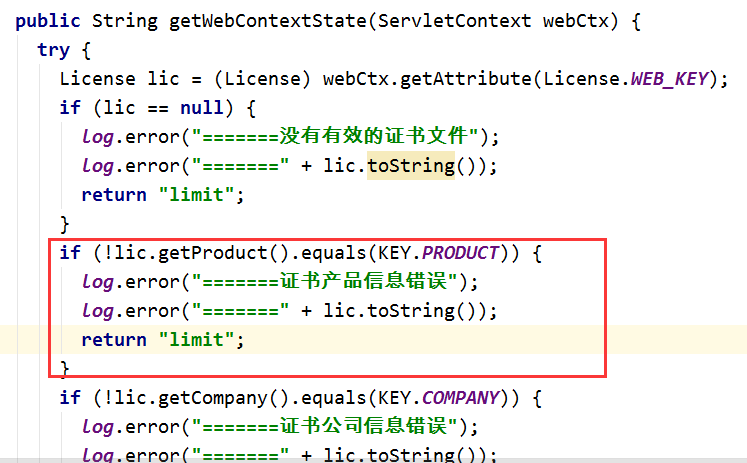 public String getWebContextState(ServletContext webCtx) {
try {
License lic = (License) webCtx.getAttribute(License.WEB_KEY);
if (lic == null) {
log.error("=======没有有效的证书文件");
log.error("=======" + lic.toString());
return "limit";
}
if (!lic.getProduct().equals(KEY.PRODUCT)) {
log.error("=======证书产品信息错误");
log.error("=======" + lic.toString());
return "limit";
}
if (!lic.getCompany().equals(KEY.COMPANY)) {
log.error("=======证书公司信息错误");
log.error("=======" + lic.toString());